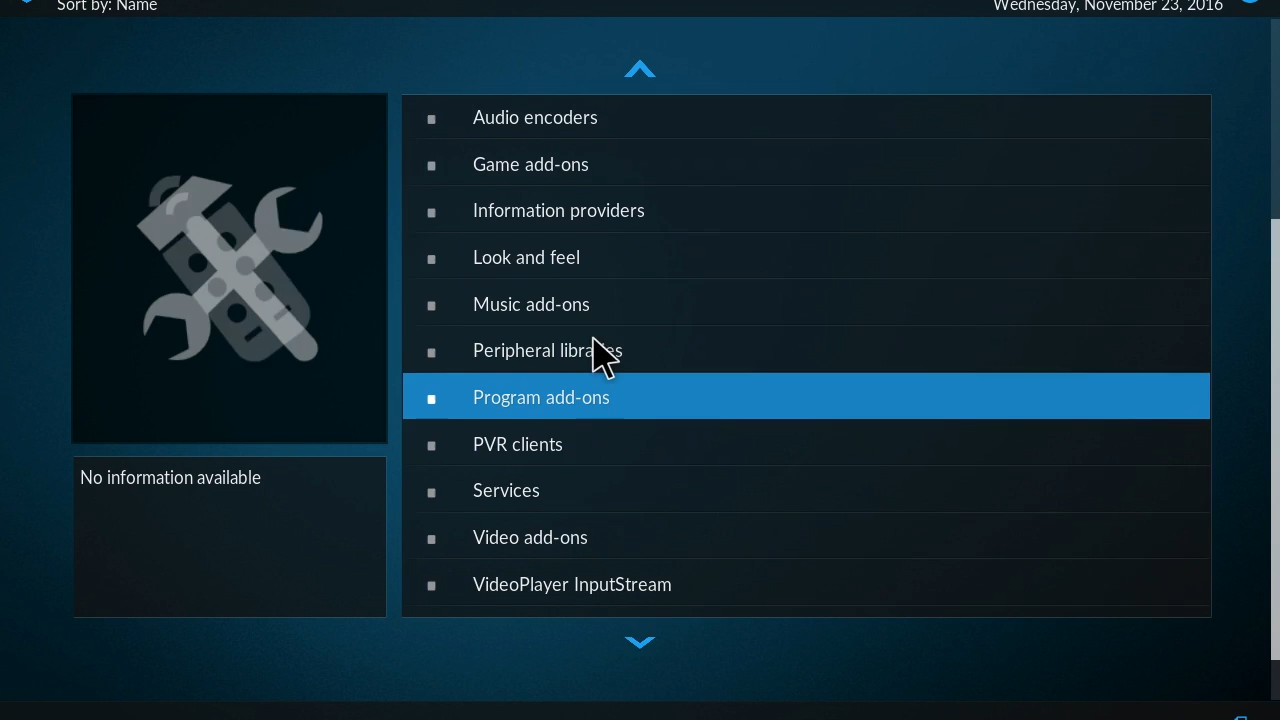 Sort by: Name
Wednesday, November 23, 2016
Audio encoders
Game add-ons
Information providers
Look and feel
Music add-ons
Peripheral libraries
Program add-ons
PVR clients
Services
Video add-ons
VideoPlayer InputStream
No information available